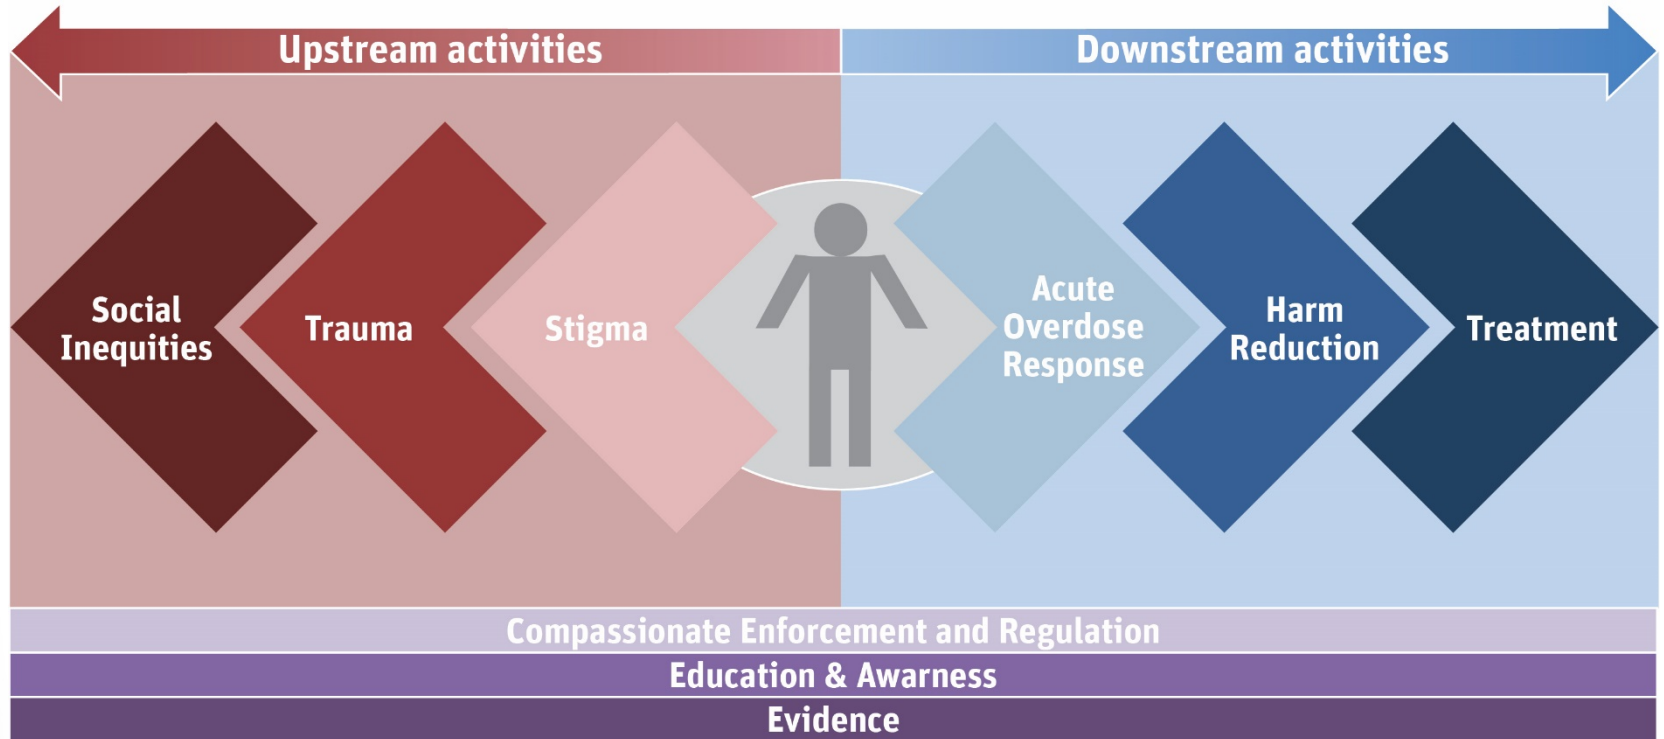 Upstream activities
Downstream activities
Social
Inequities
Trauma
Stigma
Acute
Overdose
Response
Harm
Reduction
Treatment
Compassionate Enforcement and Regulation
Education & Awarness
Evidence